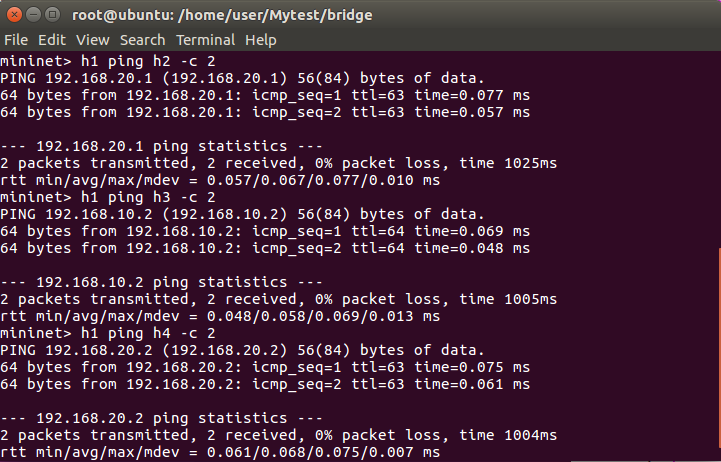 root@ubuntu: /home/user/Mytest/bridge
File Edit View Search Terminal Help
mininet> h1 ping h2 -c 2
PING 192.168.20.1 (192.168.20.1) 56(84) bytes of data.
64 bytes from 192.168.20.1: icmp_seq=1 ttl=63 time=0.077 ms
64 bytes from 192.168.20.1: icmp_seq=2 ttl=63 time=0.057 ms
--- 192.168.20.1 ping statistics ---
2 packets transmitted, 2 received, 0% packet loss, time 1025ms
rtt min/avg/max/mdev = 0.057/0.067/0.077/0.010 ms
mininet> h1 ping h3 -c 2
PING 192.168.10.2 (192.168.10.2) 56(84) bytes of data.
64 bytes from 192.168.10.2: icmp_seq=1 ttl=64 time=0.069 ms
64 bytes from 192.168.10.2: icmp_seq=2 ttl=64 time=0.048 ms
--- 192.168.10.2 ping statistics ---
2 packets transmitted, 2 received, 0% packet loss, time 1005ms
rtt min/avg/max/mdev = 0.048/0.058/0.069/0.013 ms
mininet> h1 ping h4 -c 2
PING 192.168.20.2 (192.168.20.2) 56(84) bytes of data.
64 bytes from 192.168.20.2: icmp_seq=1 ttl=63 time=0.075 ms
64 bytes from 192.168.20.2: icmp_seq=2 ttl=63 time=0.061 ms
--- 192.168.20.2 ping statistics ---
2 packets transmitted, 2 received, 0% packet loss, time 1004ms
rtt min/avg/max/mdev = 0.061/0.068/0.075/0.007 ms